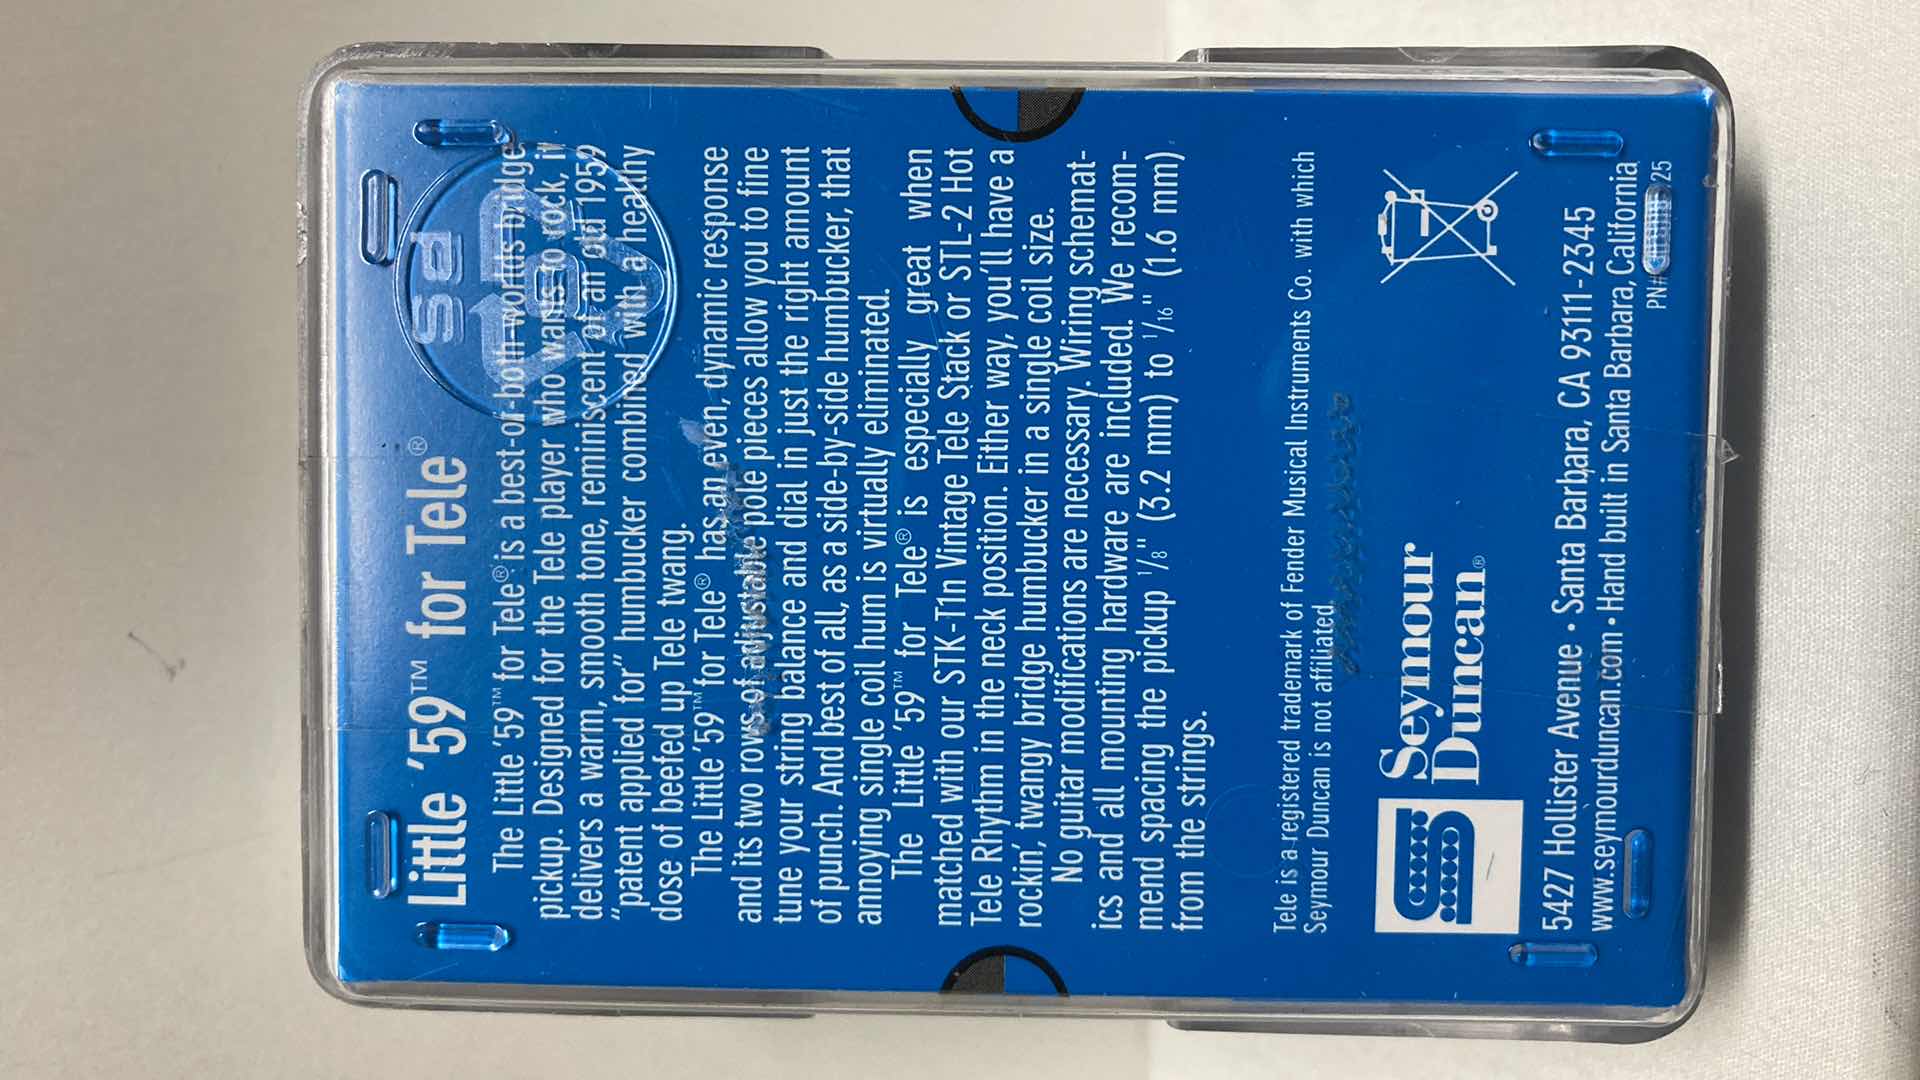 Little '59™ for Tele®
The Little '59™ for Tele® is a best-of-both-worlds bridge
pickup. Designed for the Tele player who wants to rock, it
delivers a warm, smooth tone, reminiscent of an old 1959
“patent applied for” humbucker combined with a healthy
dose of beefed up Tele twang.
The Little '59™ for Tele® has an even, dynamic response
and its two rows of adjustable pole pieces allow you to fine
tune your string balance and dial in just the right amount
of punch. And best of all, as a side-by-side humbucker, that
annoying single coil hum is virtually eliminated.
The Little '59™ for Tele® is especially great when
matched with our STK-T1n Vintage Tele Stack or STL-2 Hot
Tele Rhythm in the neck position. Either way, you'll have a
rockin', twangy bridge humbucker in a single coil size.
No guitar modifications are necessary. Wiring schemat-
ics and all mounting hardware are included. We recom-
mend spacing the pickup 1/8" (3.2 mm) to 1/16" (1.6 mm)
from the strings.
Tele is a registered trademark of Fender Musical Instruments Co. with which
Seymour Duncan is not affiliated
Seymour
Duncan®
5427 Hollister Avenue • Santa Barbara, CA 93111-2345
www.seymourduncan.com • Hand built in Santa Barbara, California
PN# 25